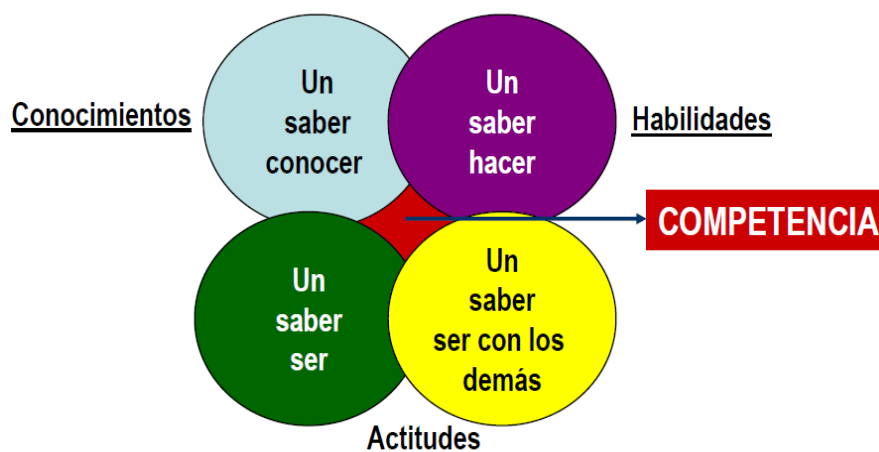 Conocimientos
Un
saber
conocer
Un
saber
hacer
Habilidades
COMPETENCIA
Un
saber
ser
Un
saber
ser con los
demás
Actitudes